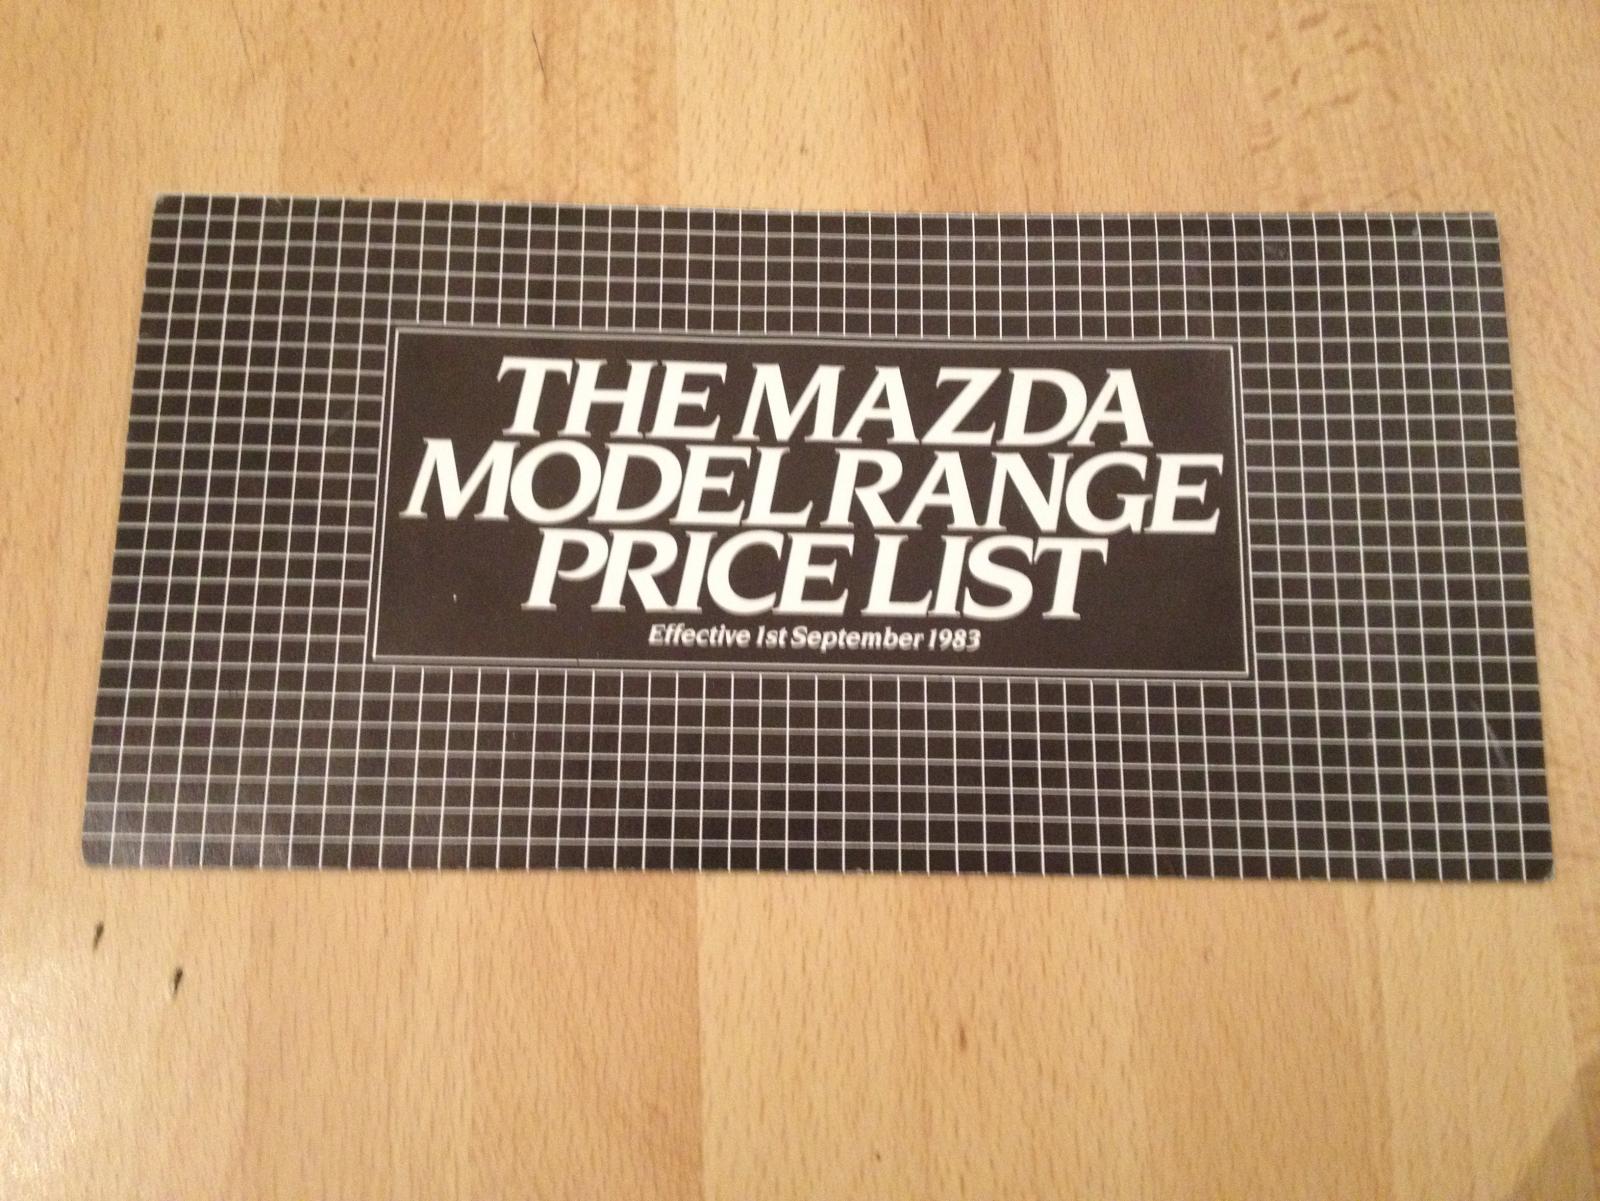 THE MAZDA
MODEL RANGE
PRICE LIST
Effective 1st September 1983